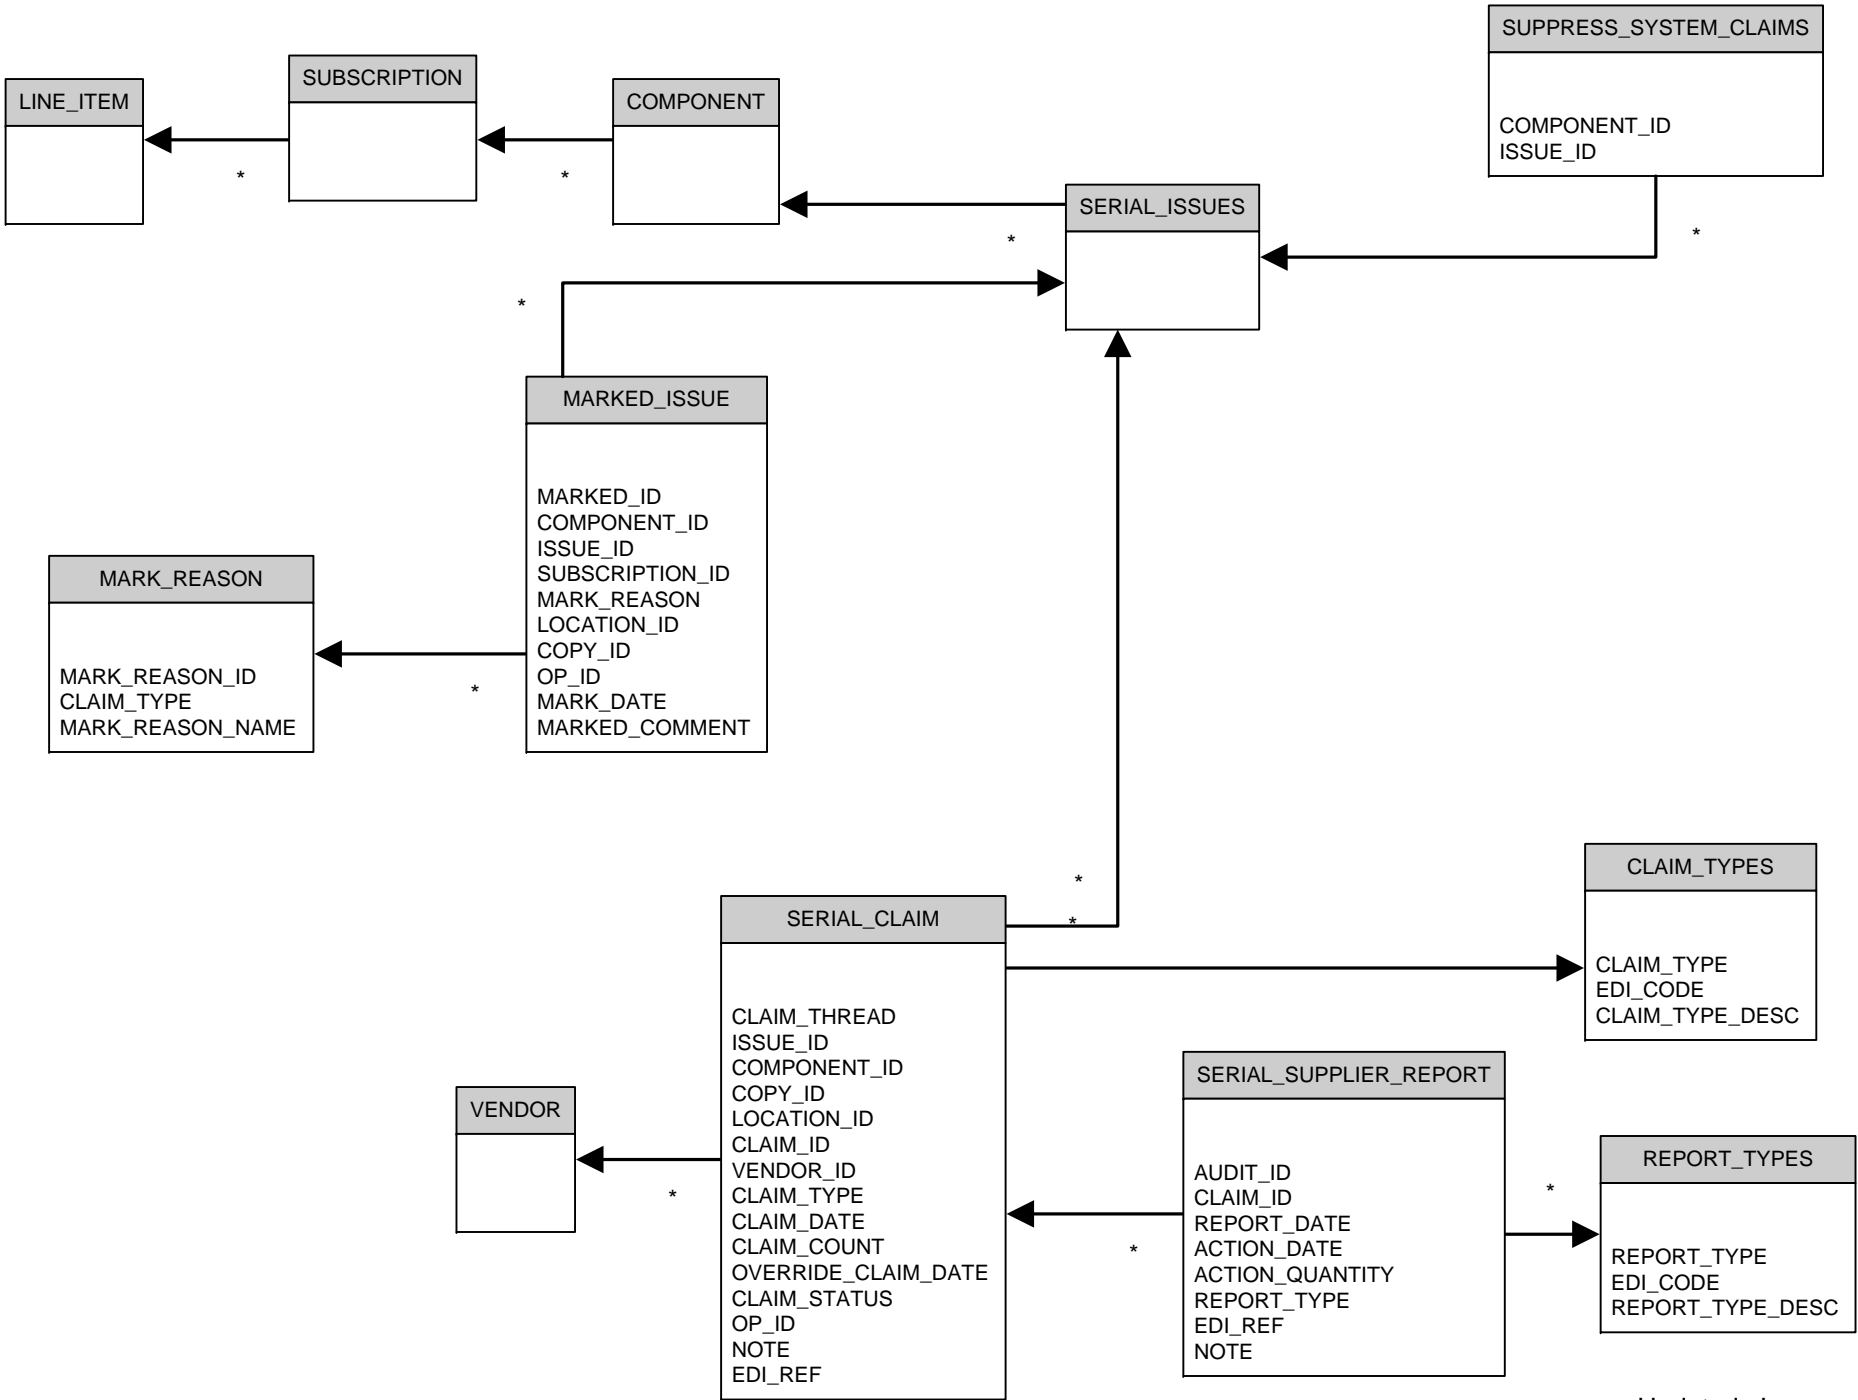 SUPPRESS_SYSTEM_CLAIMS
COMPONENT_ID
ISSUE_ID
LINE_ITEM
*
SUBSCRIPTION
*
COMPONENT
*
SERIAL_ISSUES
*
*
MARKED_ISSUE
MARKED_ID
COMPONENT_ID
ISSUE_ID
SUBSCRIPTION_ID
MARK_REASON
LOCATION_ID
COPY_ID
OP_ID
MARK_DATE
MARKED_COMMENT
MARK_REASON
MARK_REASON_ID
CLAIM_TYPE
MARK_REASON_NAME
*
*
*
SERIAL_CLAIM
CLAIM_THREAD
ISSUE_ID
COMPONENT_ID
COPY_ID
LOCATION_ID
CLAIM_ID
VENDOR_ID
CLAIM_TYPE
CLAIM_DATE
CLAIM_COUNT
OVERRIDE_CLAIM_DATE
CLAIM_STATUS
OP_ID
NOTE
EDI_REF
CLAIM_TYPES
CLAIM_TYPE
EDI_CODE
CLAIM_TYPE_DESC
VENDOR
*
SERIAL_SUPPLIER_REPORT
AUDIT_ID
CLAIM_ID
REPORT_DATE
ACTION_DATE
ACTION_QUANTITY
REPORT_TYPE
EDI_REF
NOTE
*
*
REPORT_TYPES
REPORT_TYPE
EDI_CODE
REPORT_TYPE_DESC